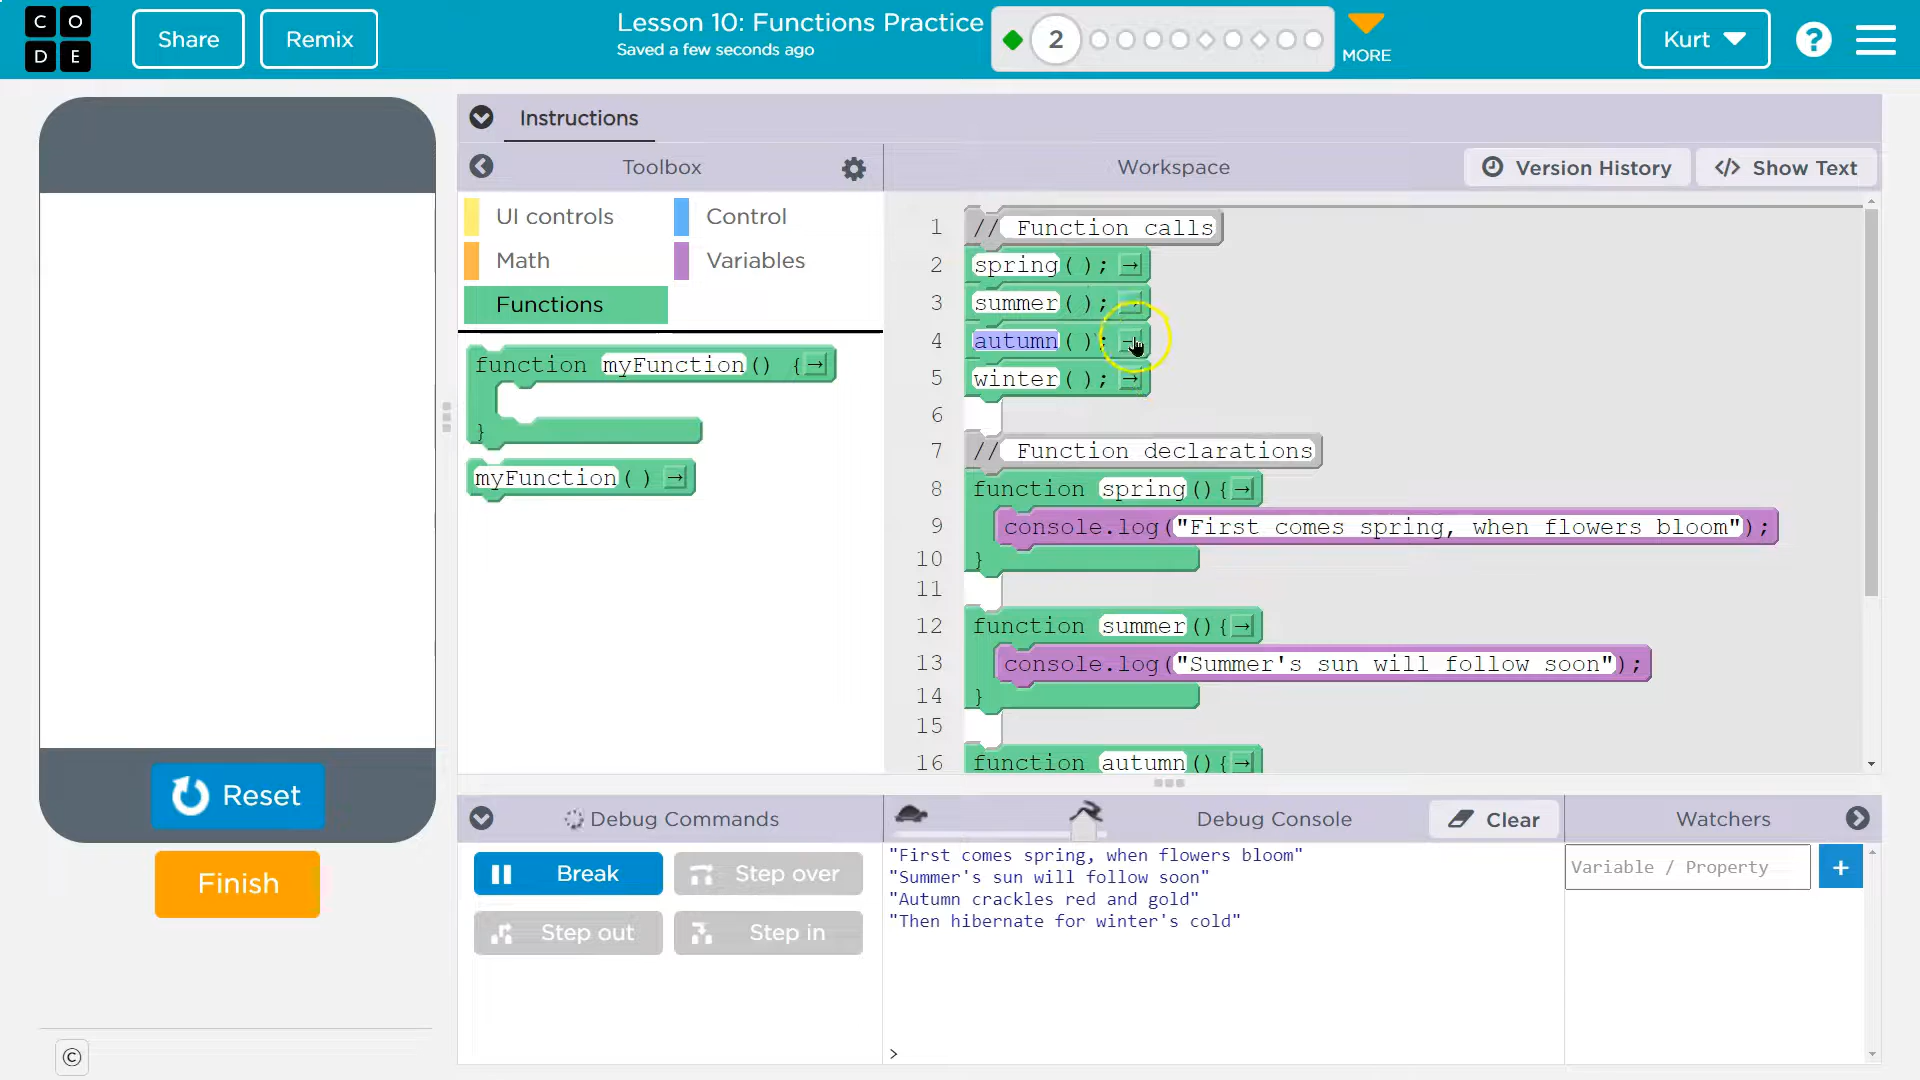 CODE
Share
Remix
Lesson 10: Functions Practice
Saved a few seconds ago
2
MORE
Kurt
?
Instructions
Toolbox
Workspace
Version History
</> Show Text
UI controls
Control
Math
Variables
Functions
function myFunction() {→
}
myFunction() →
1 // Function calls
2 spring(); →
3 summer(); →
4 autumn(); →
5 winter(); →
6
7 // Function declarations
8 function spring(){→
9 console.log("First comes spring, when flowers bloom");
10 }
11
12 function summer(){→
13 console.log("Summer's sun will follow soon");
14 }
15
16 function autumn(){→
Reset
Finish
©
Debug Commands
Break
Step over
Step out
Step in
Debug Console
Clear
"First comes spring, when flowers bloom"
"Summer's sun will follow soon"
"Autumn crackles red and gold"
"Then hibernate for winter's cold"
>
Watchers
Variable / Property
+